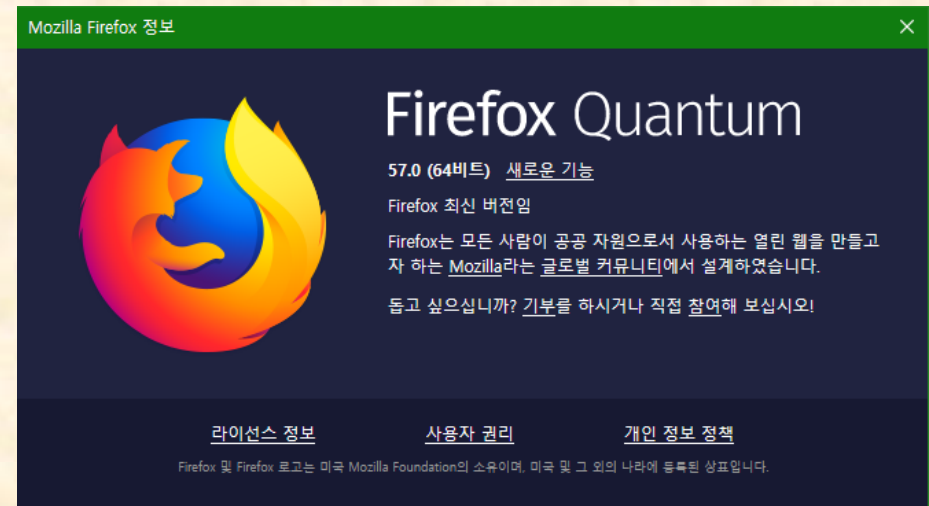 Mozilla Firefox 정보
Firefox Quantum
57.0 (64비트) 새로운 기능
Firefox 최신 버전임
Firefox는 모든 사람이 공공 자원으로서 사용하는 열린 웹을 만들고
자 하는 Mozilla라는 글로벌 커뮤니티에서 설계하였습니다.
돕고 싶으십니까? 기부를 하시거나 직접 참여해 보십시오!
라이선스 정보 사용자 권리 개인 정보 정책
Firefox 및 Firefox 로고는 미국 Mozilla Foundation의 소유이며, 미국 및 그 외의 나라에 등록된 상표입니다.